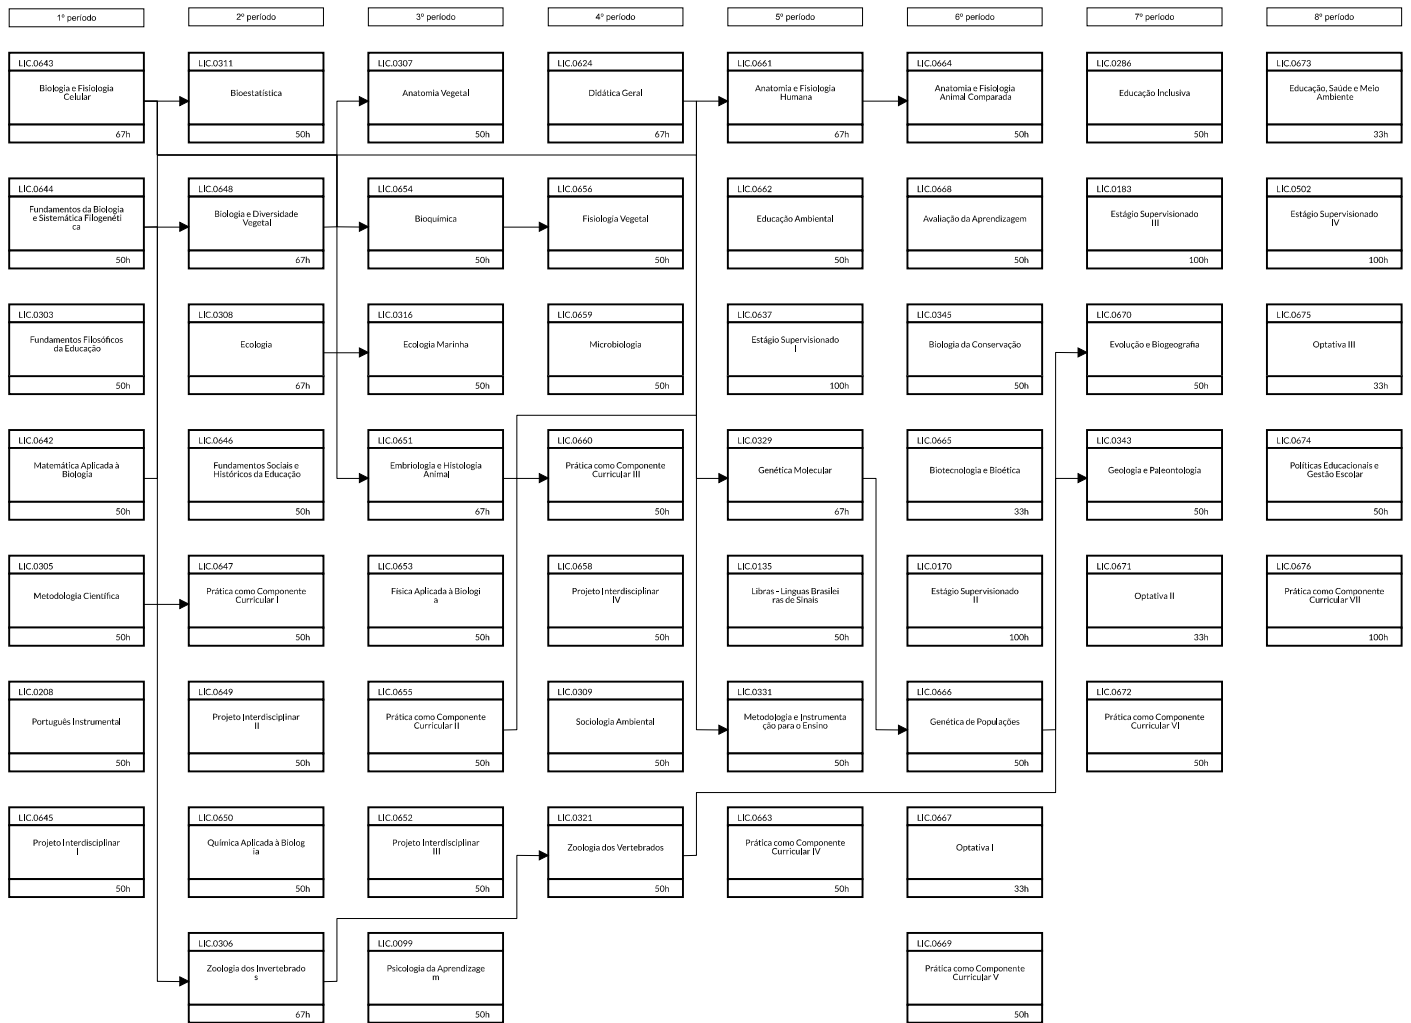 1º período
2º período
3º período
4º período
5º período
6º período
7º período
8º período
LIC.0643
Biologia e Fisiologia
Celular
67h
LIC.0311
Bioestatística
50h
LIC.0307
Anatomia Vegetal
50h
LIC.0624
Didática Geral
67h
LIC.0661
Anatomia e Fisiologia
Humana
67h
LIC.0664
Anatomia e Fisiologia
Animal Comparada
50h
LIC.0286
Educação Inclusiva
50h
LIC.0673
Educação, Saúde e Meio
Ambiente
33h
LIC.0644
Fundamentos da Biologia
e Sistemática Filogenéti
ca
50h
LIC.0648
Biologia e Diversidade
Vegetal
67h
LIC.0654
Bioquímica
50h
LIC.0656
Fisiologia Vegetal
50h
LIC.0662
Educação Ambiental
50h
LIC.0668
Avaliação da Aprendizagem
50h
LIC.0183
Estágio Supervisionado
III
100h
LIC.0502
Estágio Supervisionado
IV
100h
LIC.0303
Fundamentos Filosóficos
da Educação
50h
LIC.0308
Ecologia
67h
LIC.0316
Ecologia Marinha
50h
LIC.0659
Microbiologia
50h
LIC.0637
Estágio Supervisionado
I
100h
LIC.0345
Biologia da Conservação
50h
LIC.0670
Evolução e Biogeografia
50h
LIC.0675
Optativa III
33h
LIC.0642
Matemática Aplicada à
Biologia
50h
LIC.0646
Fundamentos Sociais e
Históricos da Educação
50h
LIC.0651
Embriologia e Histologia
Animal
67h
LIC.0660
Prática como Componente
Curricular III
50h
LIC.0329
Genética Molecular
67h
LIC.0665
Biotecnologia e Bioética
33h
LIC.0343
Geologia e Paleontologia
50h
LIC.0674
Políticas Educacionais e
Gestão Escolar
50h
LIC.0305
Metodologia Científica
50h
LIC.0647
Prática como Componente
Curricular I
50h
LIC.0653
Física Aplicada à Biologi
a
50h
LIC.0658
Projeto Interdisciplinar
IV
50h
LIC.0135
Libras - Línguas Brasilei
ras de Sinais
50h
LIC.0170
Estágio Supervisionado
II
100h
LIC.0671
Optativa II
33h
LIC.0676
Prática como Componente
Curricular VII
100h
LIC.0208
Português Instrumental
50h
LIC.0649
Projeto Interdisciplinar
II
50h
LIC.0655
Prática como Componente
Curricular II
50h
LIC.0309
Sociologia Ambiental
50h
LIC.0331
Metodologia e Instrumenta
ção para o Ensino
50h
LIC.0666
Genética de Populações
50h
LIC.0672
Prática como Componente
Curricular VI
50h
LIC.0645
Projeto Interdisciplinar
I
50h
LIC.0650
Química Aplicada à Biolog
ia
50h
LIC.0652
Projeto Interdisciplinar
III
50h
LIC.0321
Zoologia dos Vertebrados
50h
LIC.0663
Prática como Componente
Curricular IV
50h
LIC.0667
Optativa I
33h
LIC.0306
Zoologia dos Invertebrado
s
67h
LIC.0099
Psicologia da Aprendizage
m
50h
LIC.0669
Prática como Componente
Curricular V
50h